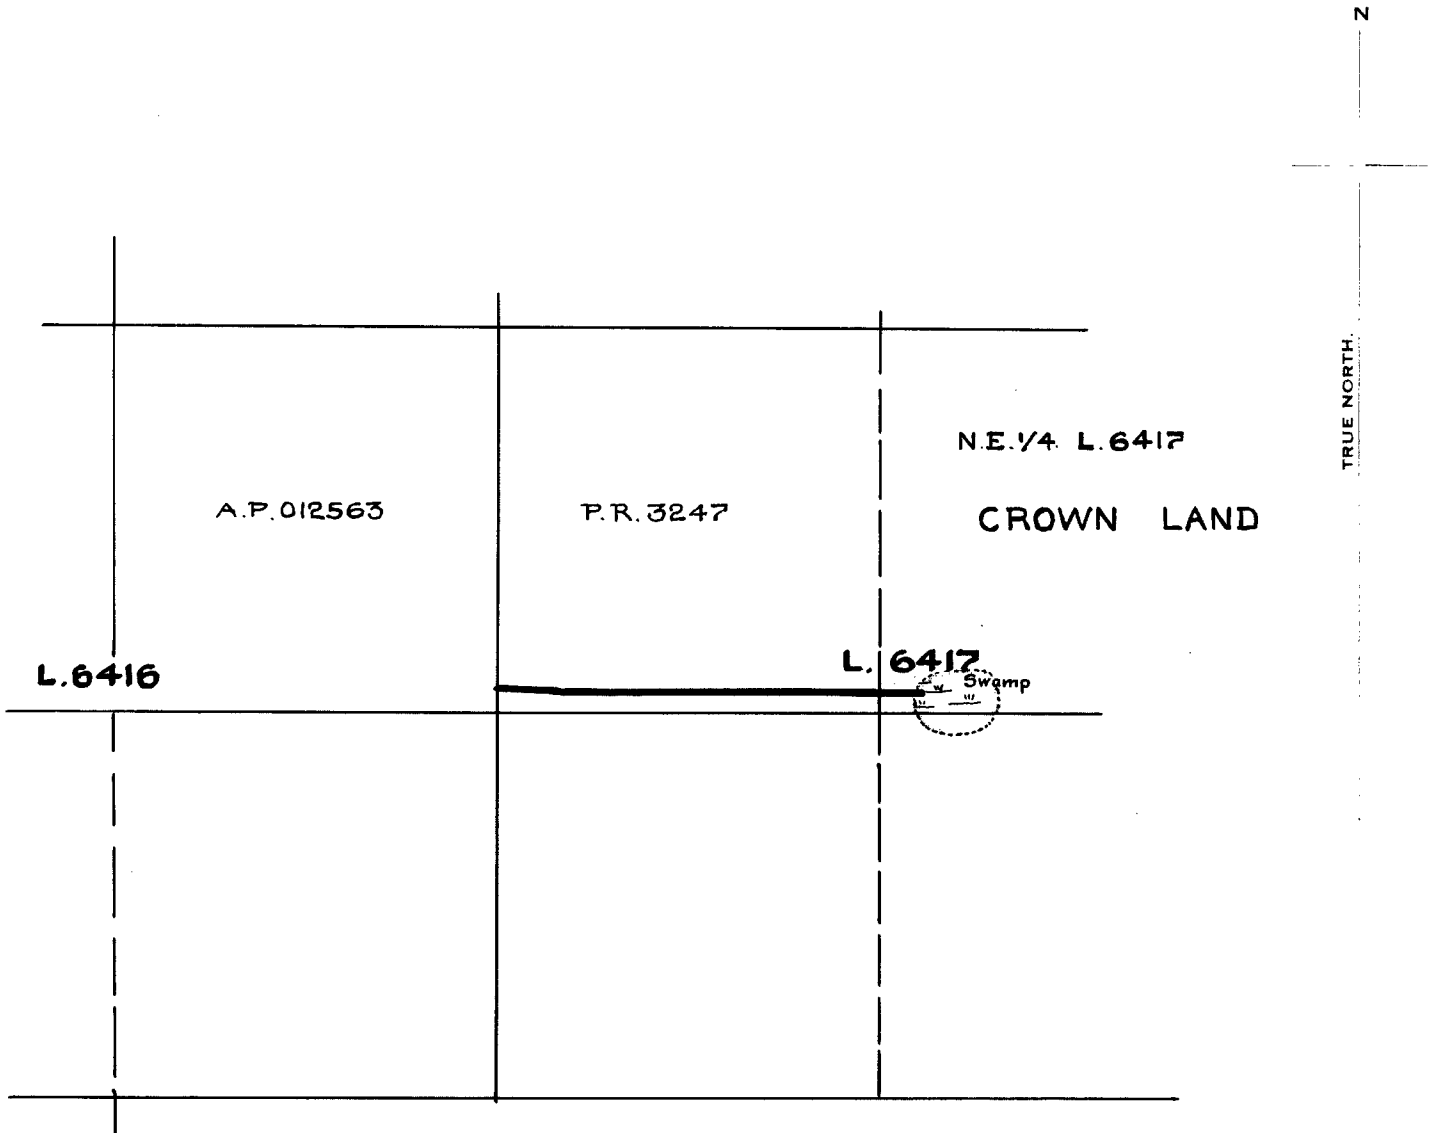 N
TRUE NORTH.
N.E.1/4. L.6417
A.P.012563
P.R.3247
CROWN LAND
L.6416
L. 6417
Swamp